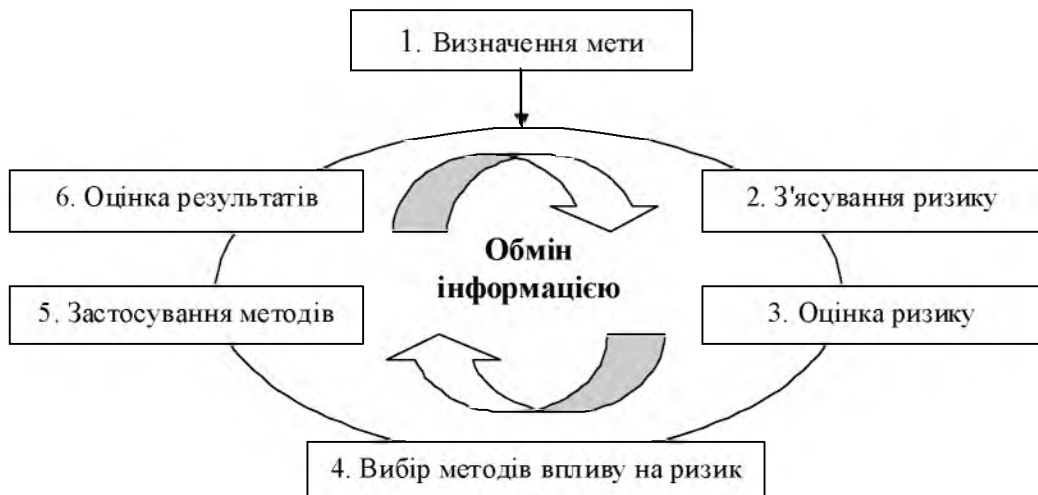 1. Визначення мети
6. Оцінка результатів
2. З'ясування ризику
Обмін
інформацією
5. Застосування методів
3. Оцінка ризику
4. Вибір методів впливу на ризик